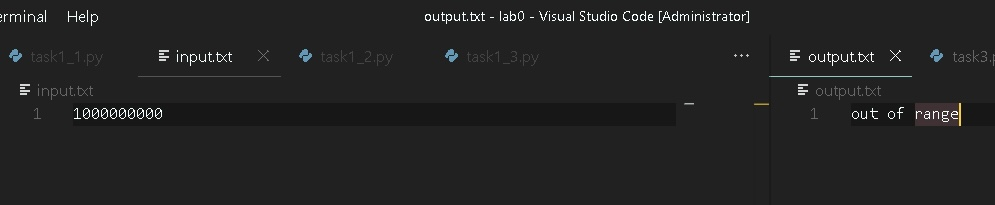 erminal Help output.txt - lab0 - Visual Studio Code [Administrator]
task1_1.py input.txt task1_2.py task1_3.py ... output.txt task3.p
input.txt output.txt
1 1000000000 1 out of range